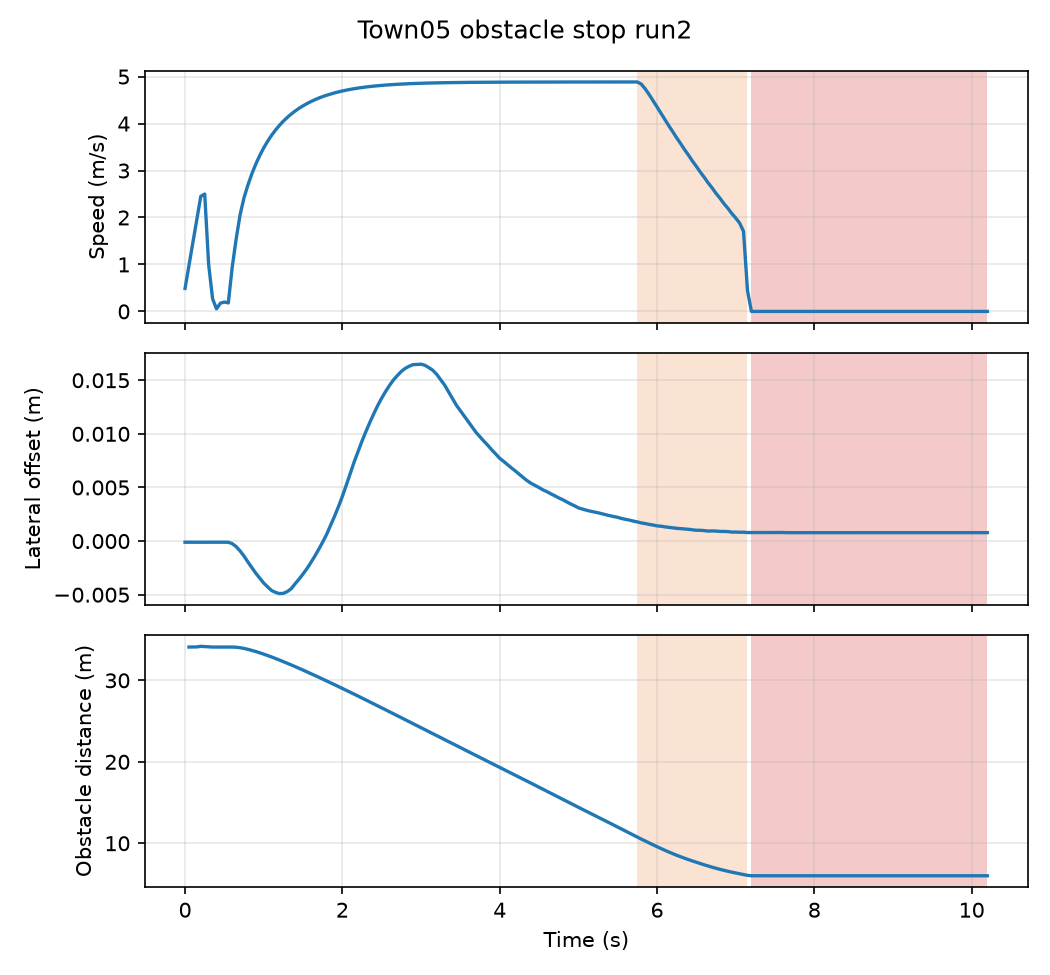 Town05 obstacle stop run2
Speed (m/s)
5
4
3
2
1
0
Lateral offset (m)
0.015
0.010
0.005
0.000
−0.005
Obstacle distance (m)
30
20
10
0 2 4 6 8 10
Time (s)